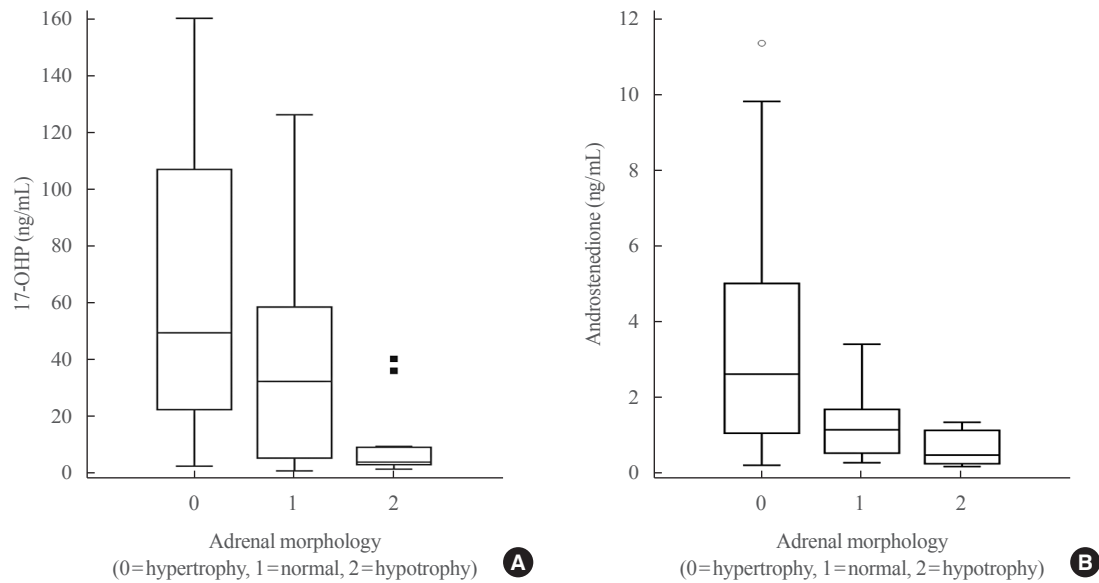 160
140
120
100
80
60
40
20
0
17-OHP (ng/mL)
0 1 2
Adrenal morphology
(0=hypertrophy, 1=normal, 2=hypotrophy)
A
12
10
8
6
4
2
0
Androstenedione (ng/mL)
0 1 2
Adrenal morphology
(0=hypertrophy, 1=normal, 2=hypotrophy)
B